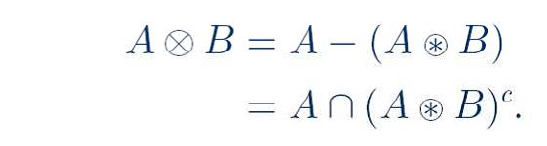 A ⊗ B = A − (A ⊛ B)
= A ∩ (A ⊛ B)ᶜ.